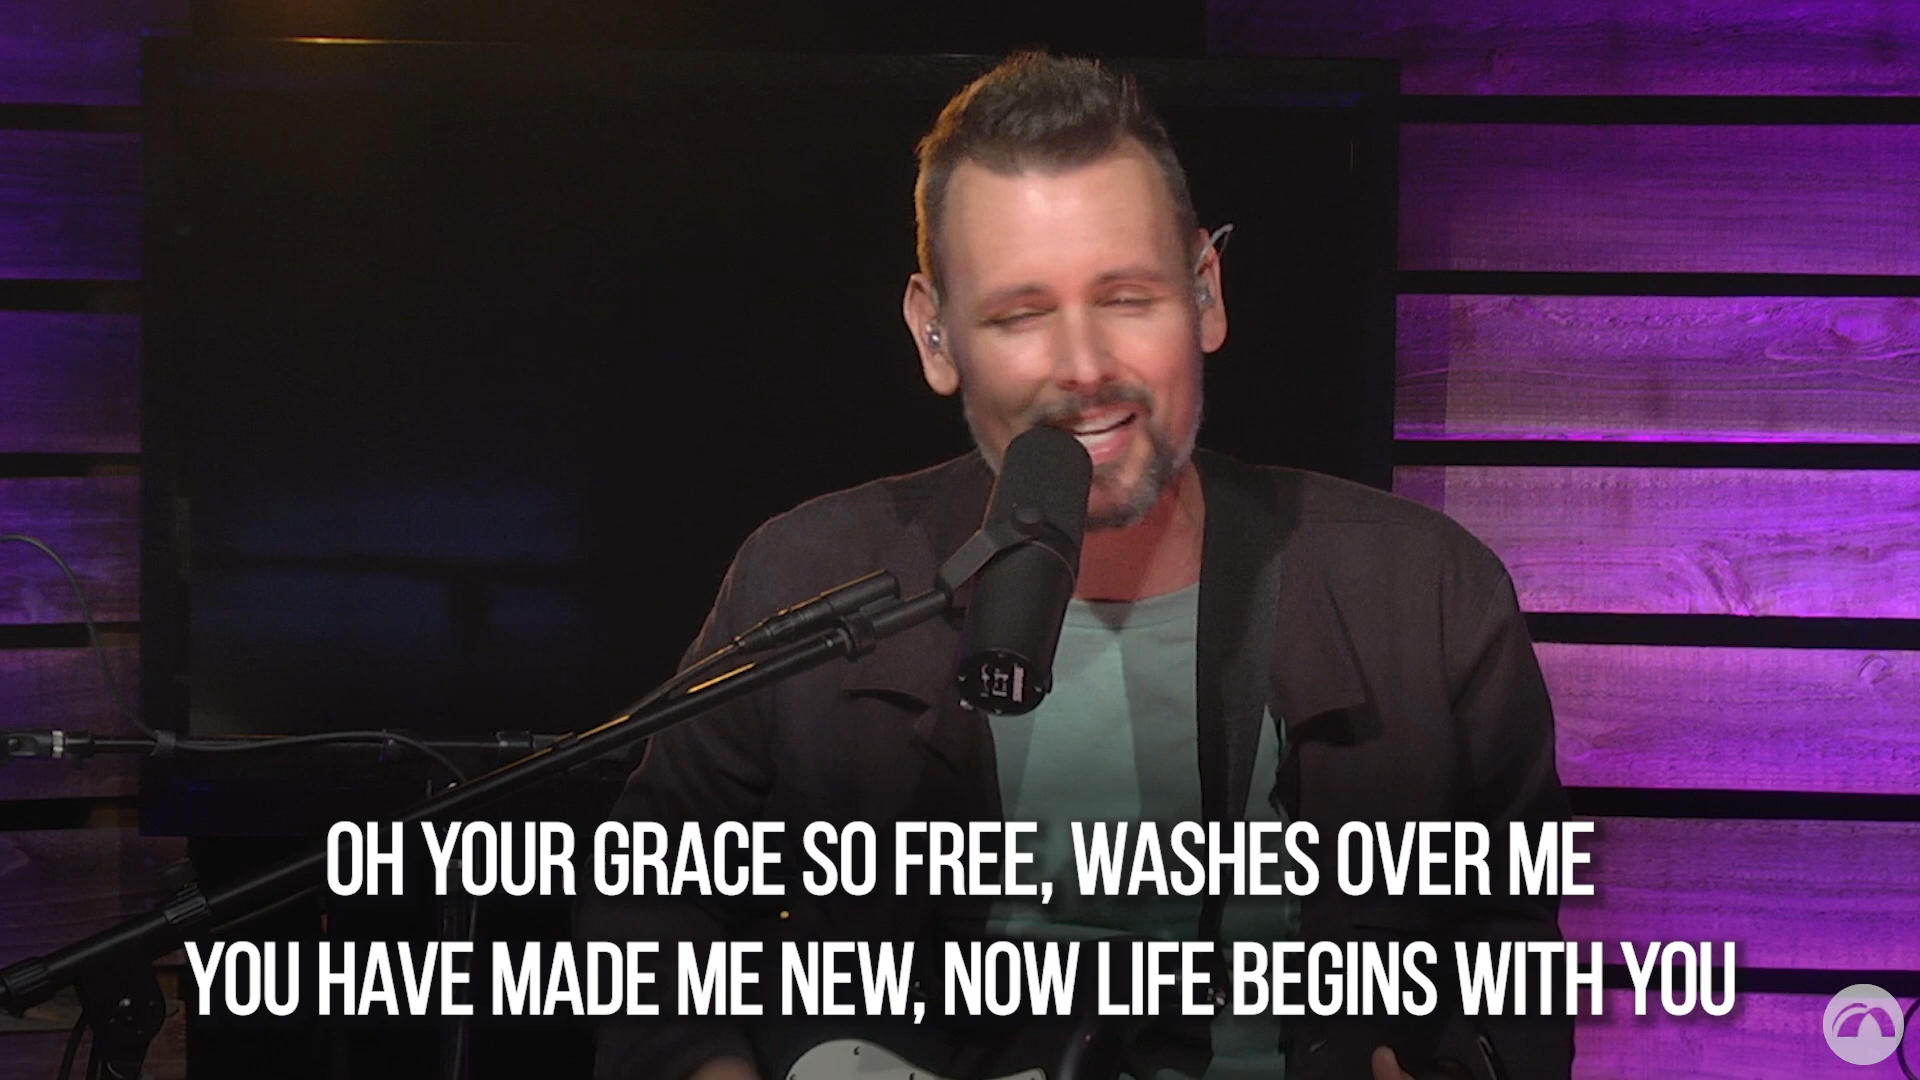 OH YOUR GRACE SO FREE, WASHES OVER ME
YOU HAVE MADE ME NEW, NOW LIFE BEGINS WITH YOU